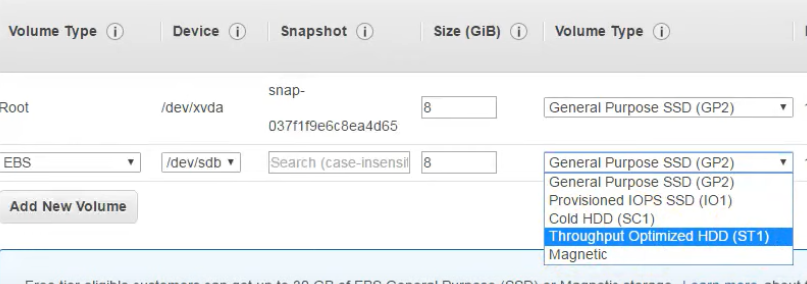 Volume Type i Device i Snapshot i Size (GiB) i Volume Type i
snap-
Root /dev/xvda 8 General Purpose SSD (GP2)
037f1f9e6c8ea4d65
EBS /dev/sdb Search (case-insensit 8 General Purpose SSD (GP2)
General Purpose SSD (GP2)
Provisioned IOPS SSD (IO1)
Cold HDD (SC1)
Throughput Optimized HDD (ST1)
Magnetic
Add New Volume
Free tier eligible customers can get up to 30 GB of EBS General Purpose (SSD) or Magnetic storage. Learn more about